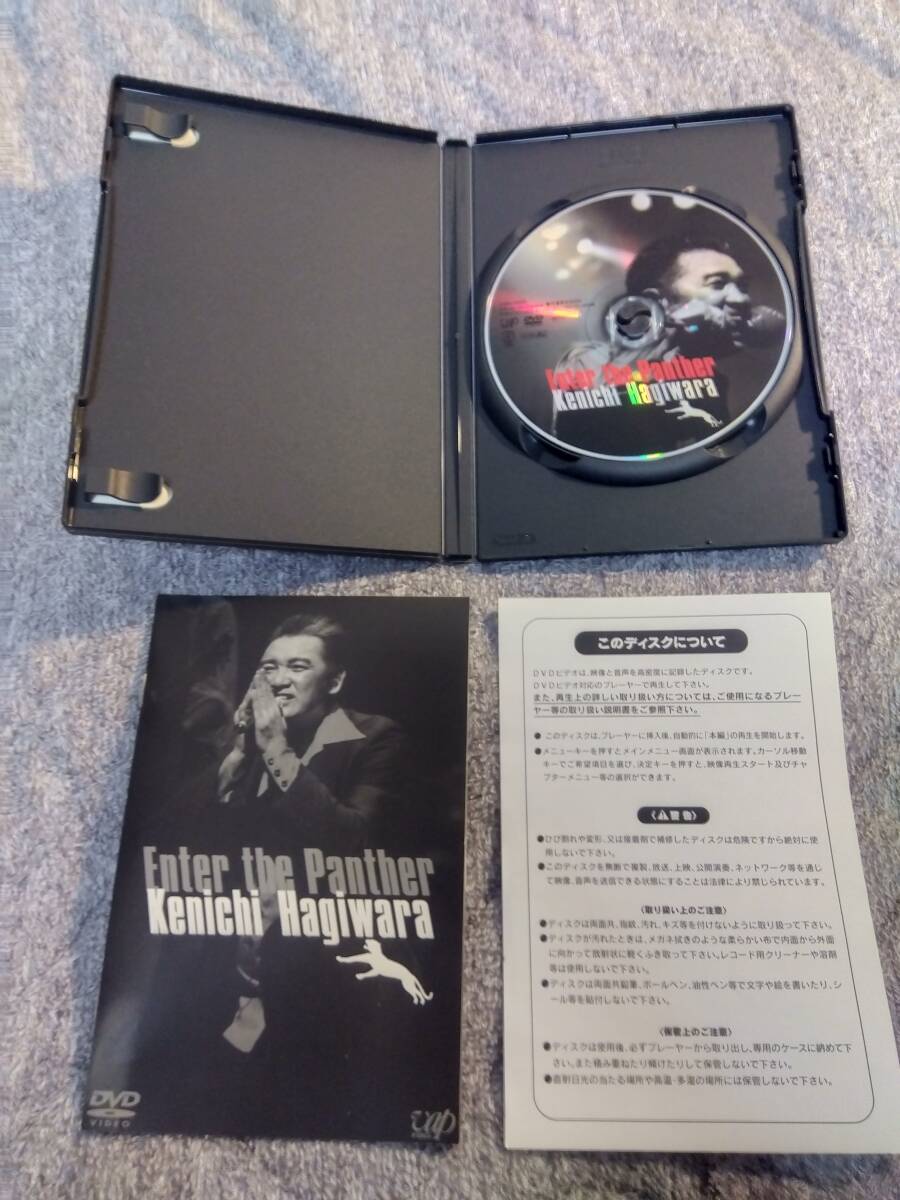 VAP DVD
Enter the Panther
Kenichi Hagiwara
Enter the Panther
Kenichi Hagiwara
DVD
VIDEO
vap
このディスクについて
DVDビデオは、映像と音声を高密度に記録したディスクです。
DVDビデオ対応のプレーヤーで再生して下さい。
また、再生上の詳しい取り扱い方については、ご使用になるプレー
ヤー等の取り扱い説明書をご参照下さい。
● このディスクは、プレーヤーに挿入後、自動的に「本編」の再生を開始します。
●メニューキーを押すとメインメニュー画面が表示されます。カーソル移動
キーでご希望項目を選び、決定キーを押すと、映像再生スタート及びチャ
プターメニュー等の選択ができます。
〈⚠警告〉
●ひび割れや変形、又は接着剤で補修したディスクは危険ですから絶対に使
用しないで下さい。
●このディスクを無断で複製、放送、上映、公開演奏、ネットワーク等を通じ
て映像、音声を送信できる状態にすることは法律により禁じられています。
〈取り扱い上のご注意〉
●ディスクは両面共、指紋、汚れ、キズ等を付けないように取り扱って下さい。
●ディスクが汚れたときは、メガネ拭きのような柔らかい布で内面から外面
に向かって放射状に軽くふき取って下さい。レコード用クリーナーや溶剤
等は使用しないで下さい。
●ディスクは両面共鉛筆、ボールペン、油性ペン等で文字や絵を書いたり、シ
ール等を貼付しないで下さい。
〈保管上のご注意〉
●ディスクは使用後、必ずプレーヤーから取り出し、専用のケースに納めて下
さい。また積み重ねたり傾けたりして保管しないで下さい。
●直射日光の当たる場所や高温・多湿の場所には保管しないで下さい。